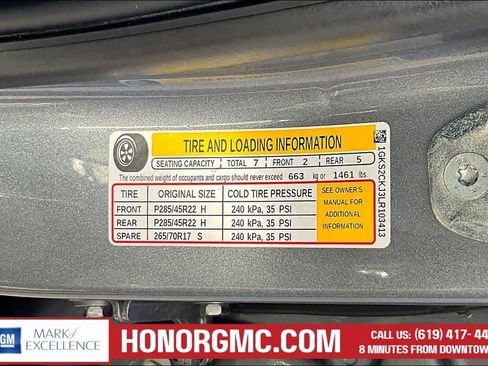 TIRE AND LOADING INFORMATION
SEATING CAPACITY TOTAL 7 FRONT 2 REAR 5
The combined weight of occupants and cargo should never exceed 663 kg or 1461 lbs.
TIRE ORIGINAL SIZE COLD TIRE PRESSURE
FRONT P285/45R22 H 240 kPa, 35 PSI
REAR P285/45R22 H 240 kPa, 35 PSI
SPARE 265/70R17 S 240 kPa, 35 PSI
SEE OWNER'S
MANUAL FOR
ADDITIONAL
INFORMATION
1GKS2CKJ3LR103413
GM
MARK OF
EXCELLENCE
HONORGMC.COM
CALL US: (619) 417-44
8 MINUTES FROM DOWNTOWN